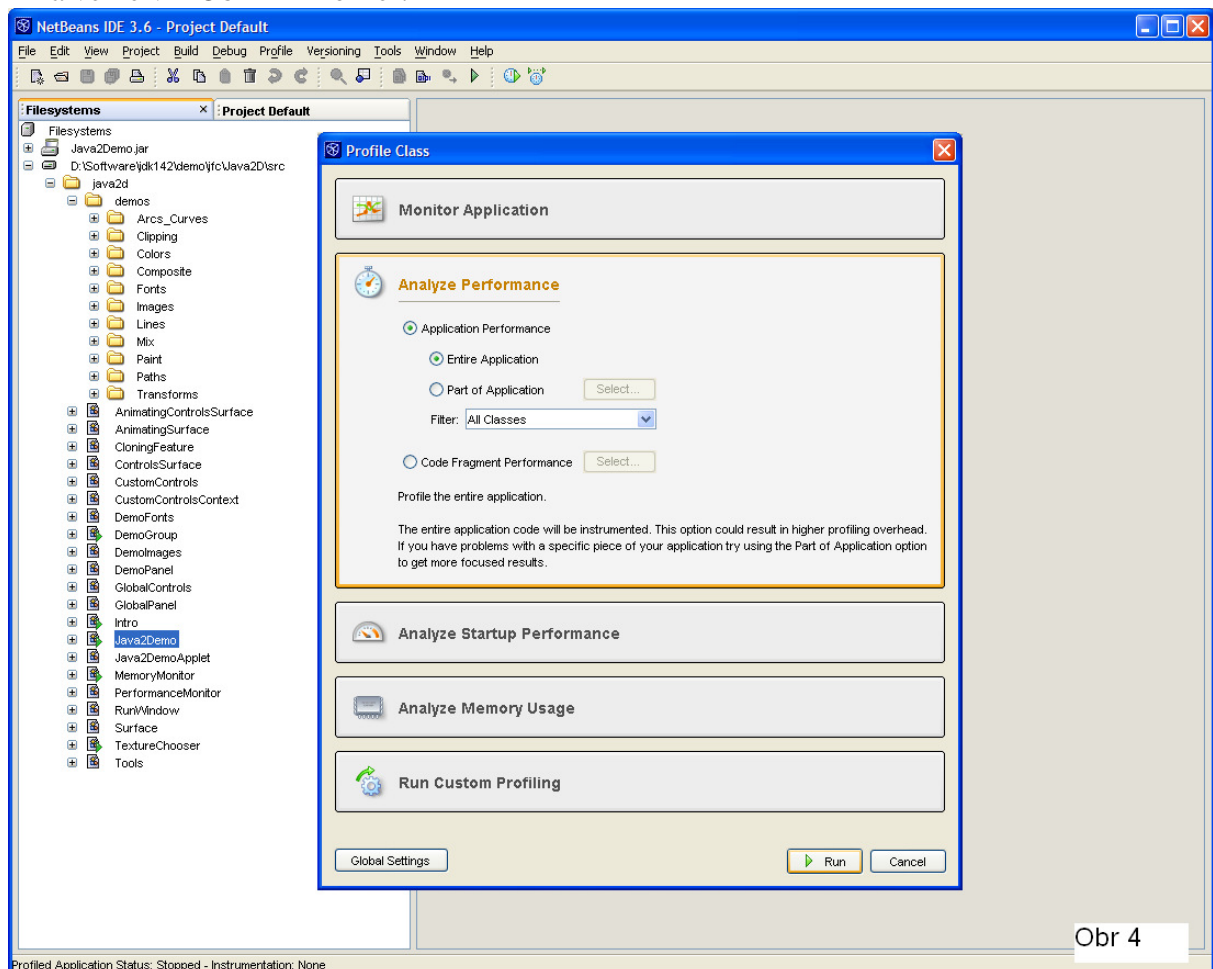 NetBeans IDE 3.6 - Project Default
File Edit View Project Build Debug Profile Versioning Tools Window Help
Filesystems × Project Default
Filesystems
Java2Demo.jar
D:\Software\jdk142\demo\jfc\Java2D\src
java2d
demos
Arcs_Curves
Clipping
Colors
Composite
Fonts
Images
Lines
Mix
Paint
Paths
Transforms
AnimatingControlsSurface
AnimatingSurface
CloningFeature
ControlsSurface
CustomControls
CustomControlsContext
DemoFonts
DemoGroup
DemoImages
DemoPanel
GlobalControls
GlobalPanel
Intro
Java2Demo
Java2DemoApplet
MemoryMonitor
PerformanceMonitor
RunWindow
Surface
TextureChooser
Tools
Profile Class
Monitor Application
Analyze Performance
Application Performance
Entire Application
Part of Application Select...
Filter: All Classes
Code Fragment Performance Select...
Profile the entire application.
The entire application code will be instrumented. This option could result in higher profiling overhead.
If you have problems with a specific piece of your application try using the Part of Application option
to get more focused results.
Analyze Startup Performance
Analyze Memory Usage
Run Custom Profiling
Global Settings Run Cancel
Obr 4
Profiled Application Status: Stopped - Instrumentation: None